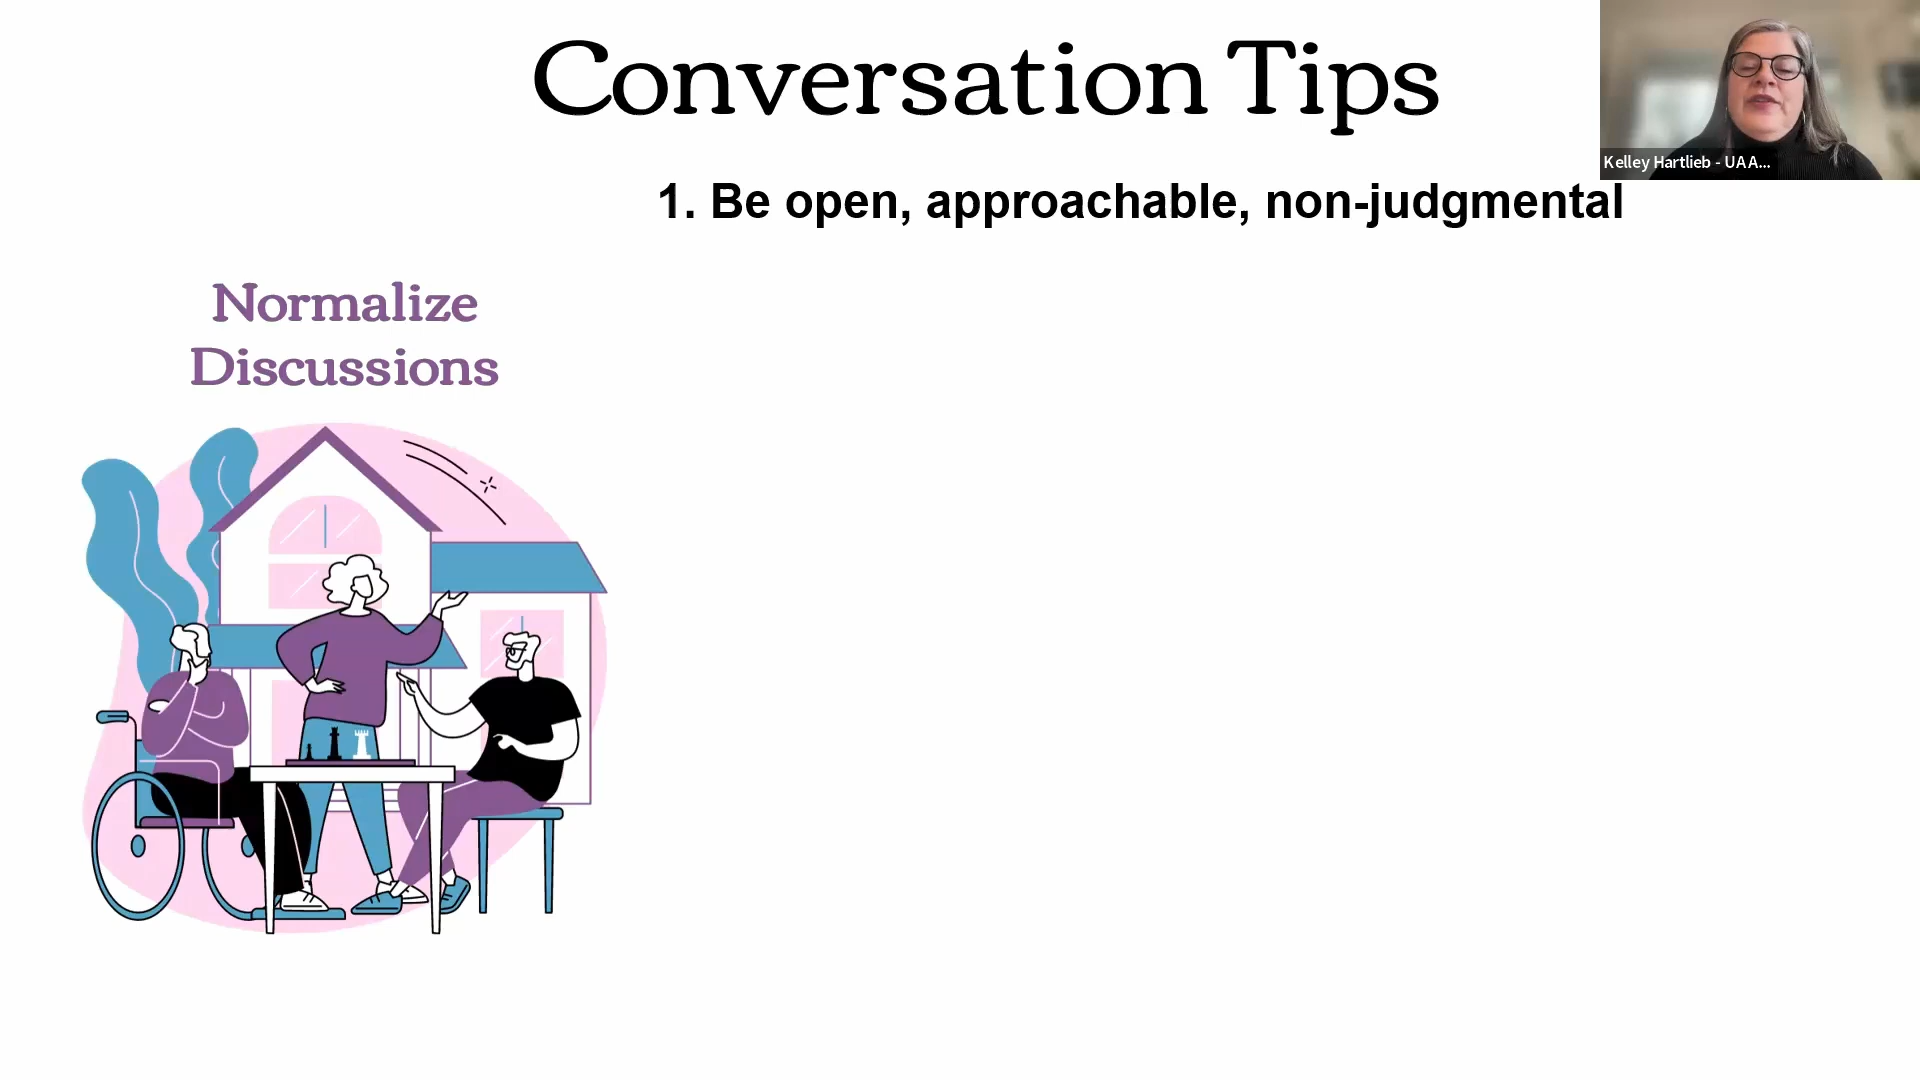 Conversation Tips
Kelley Hartlieb - UAA...
1. Be open, approachable, non-judgmental
Normalize
Discussions